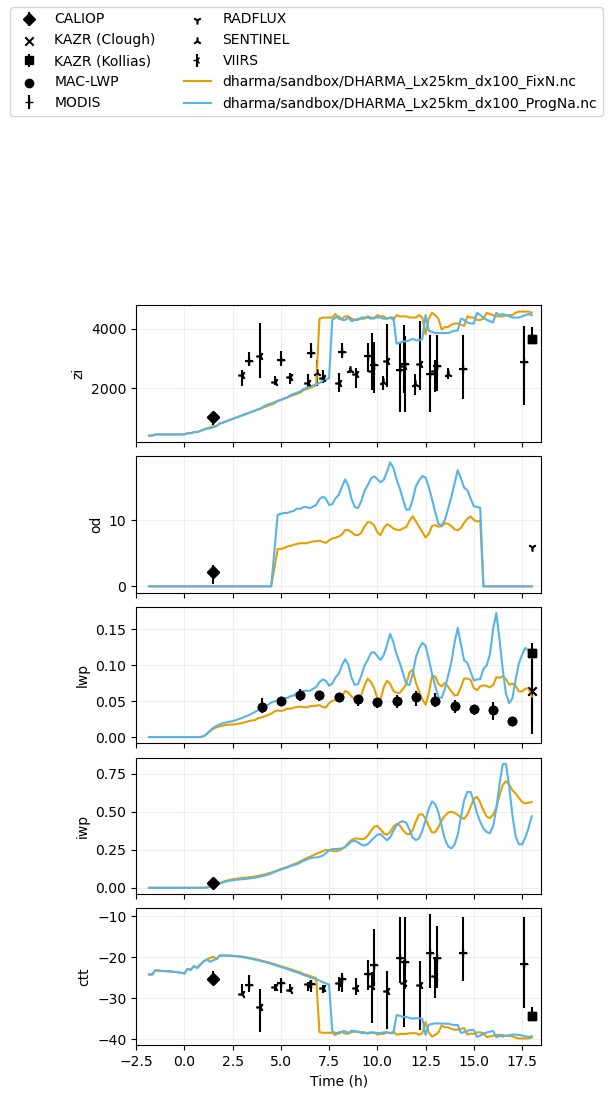 CALIOP
KAZR (Clough)
KAZR (Kollias)
MAC-LWP
MODIS
RADFLUX
SENTINEL
VIIRS
dharma/sandbox/DHARMA_Lx25km_dx100_FixN.nc
dharma/sandbox/DHARMA_Lx25km_dx100_ProgNa.nc
4000
2000
zi
10
0
od
0.15
0.10
0.05
0.00
lwp
0.75
0.50
0.25
0.00
iwp
−10
−20
−30
−40
ctt
−2.5 0.0 2.5 5.0 7.5 10.0 12.5 15.0 17.5
Time (h)